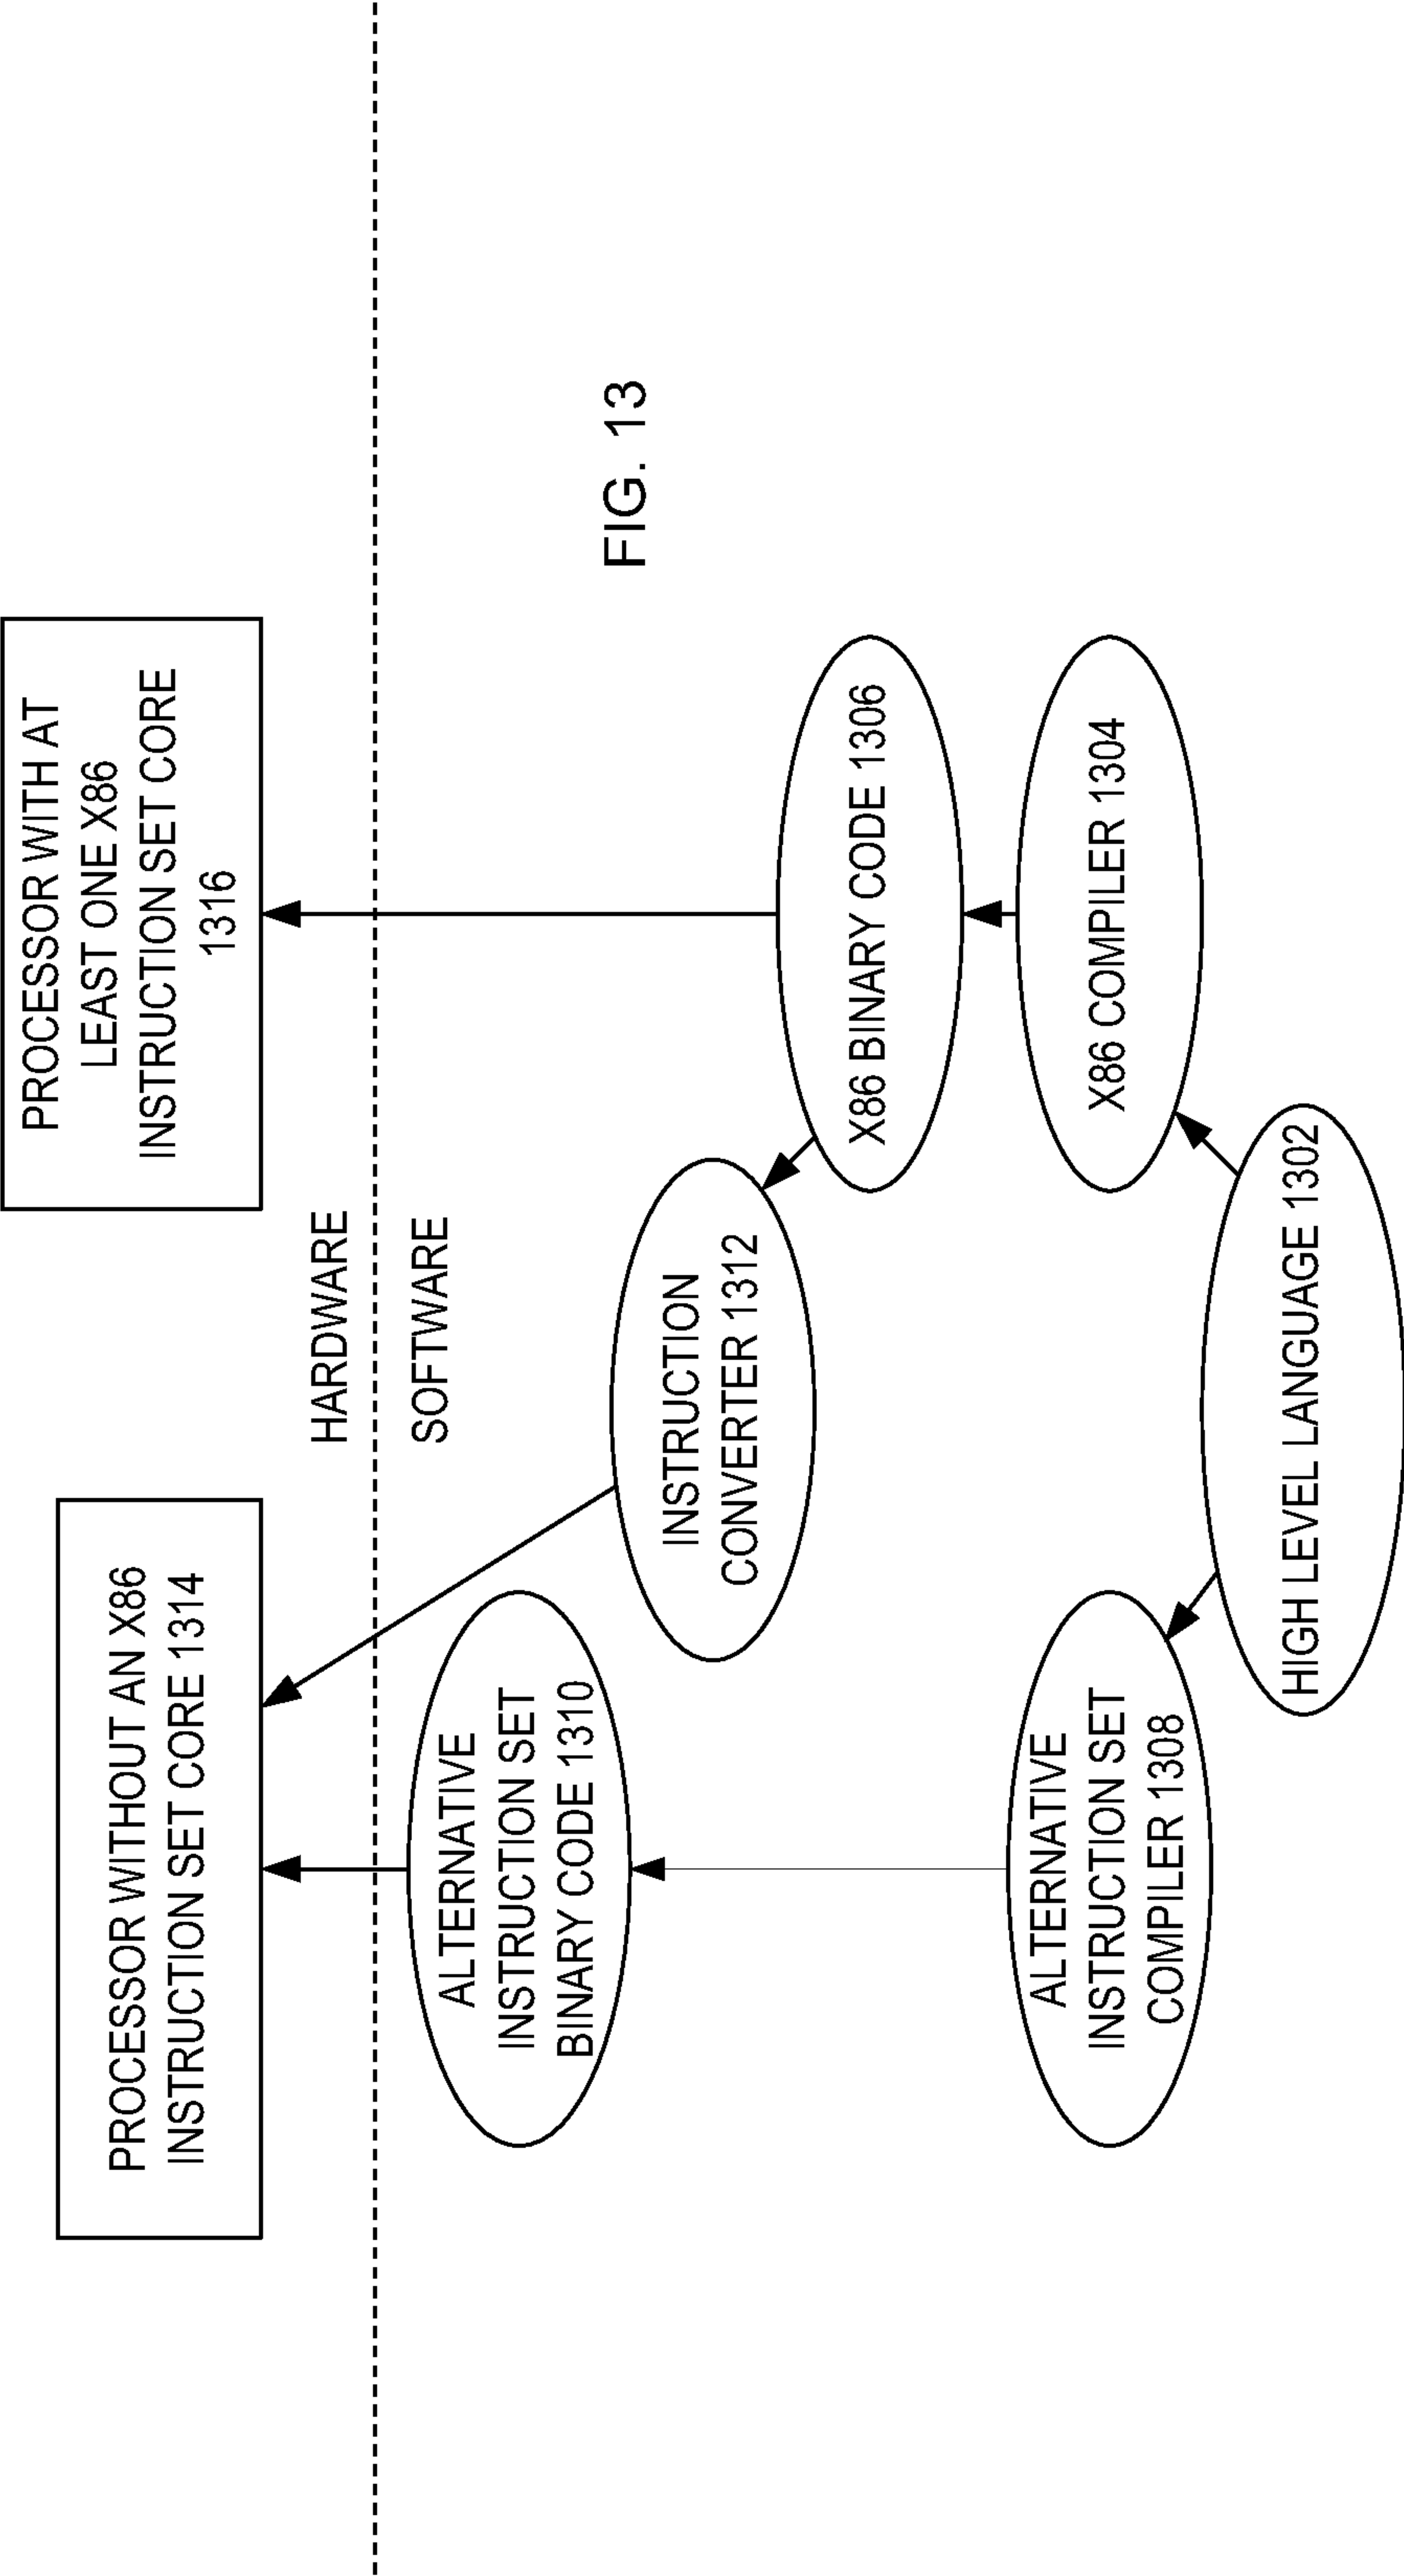 PROCESSOR WITHOUT AN X86
INSTRUCTION SET CORE 1314
PROCESSOR WITH AT
LEAST ONE X86
INSTRUCTION SET CORE
1316
HARDWARE
SOFTWARE
ALTERNATIVE
INSTRUCTION SET
BINARY CODE 1310
INSTRUCTION
CONVERTER 1312
FIG. 13
X86 BINARY CODE 1306
ALTERNATIVE
INSTRUCTION SET
COMPILER 1308
X86 COMPILER 1304
HIGH LEVEL LANGUAGE 1302